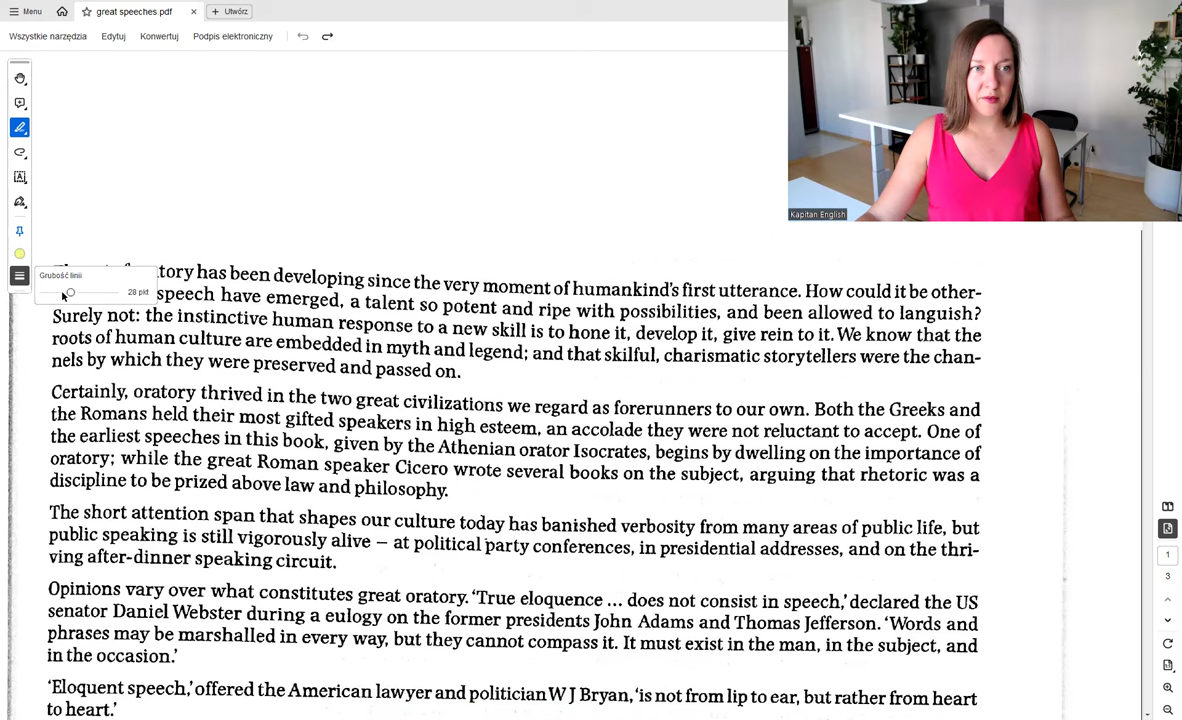 Menu
great speeches.pdf
Utwórz
Wszystkie narzędzia
Edytuj
Konwertuj
Podpis elektroniczny
Kapitan English
Grubość linii
28 pkt
tory has been developing since the very moment of humankind's first utterance. How could it be other-
speech have emerged, a talent so potent and ripe with possibilities, and been allowed to languish?
Surely not: the instinctive human response to a new skill is to hone it, develop it, give rein to it. We know that the
roots of human culture are embedded in myth and legend; and that skilful, charismatic storytellers were the chan-
nels by which they were preserved and passed on.
Certainly, oratory thrived in the two great civilizations we regard as forerunners to our own. Both the Greeks and
the Romans held their most gifted speakers in high esteem, an accolade they were not reluctant to accept. One of
the earliest speeches in this book, given by the Athenian orator Isocrates, begins by dwelling on the importance of
oratory; while the great Roman speaker Cicero wrote several books on the subject, arguing that rhetoric was a
discipline to be prized above law and philosophy.
The short attention span that shapes our culture today has banished verbosity from many areas of public life, but
public speaking is still vigorously alive – at political party conferences, in presidential addresses, and on the thri-
ving after-dinner speaking circuit.
Opinions vary over what constitutes great oratory. 'True eloquence ... does not consist in speech,' declared the US
senator Daniel Webster during a eulogy on the former presidents John Adams and Thomas Jefferson. 'Words and
phrases may be marshalled in every way, but they cannot compass it. It must exist in the man, in the subject, and
in the occasion.'
'Eloquent speech,' offered the American lawyer and politician W J Bryan, 'is not from lip to ear, but rather from heart
to heart.'
1
3